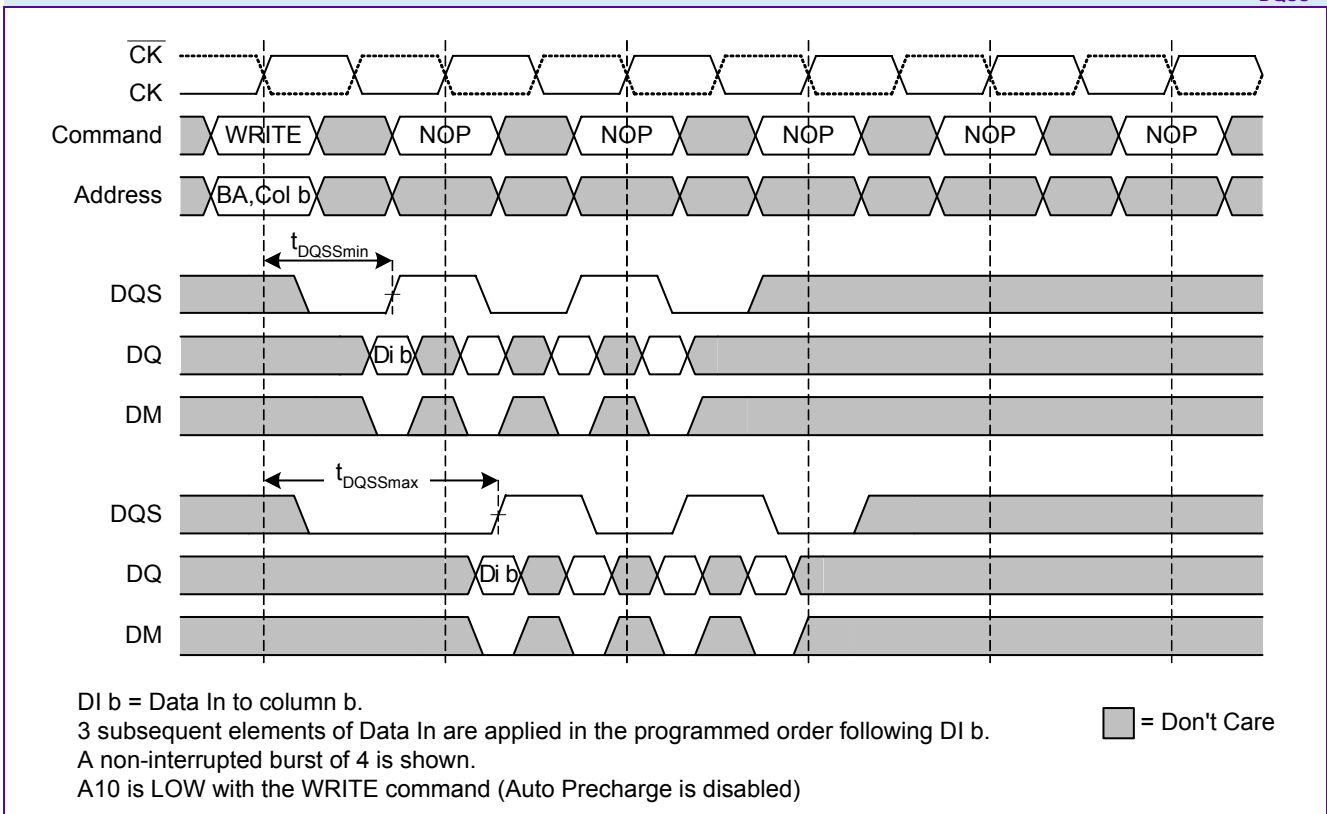 DQSS
CK
CK
Command WRITE NOP NOP NOP NOP NOP
Address BA,Col b
tDQSSmin
DQS
DQ Di b
DM
tDQSSmax
DQS
DQ Di b
DM
DI b = Data In to column b.
3 subsequent elements of Data In are applied in the programmed order following DI b.
= Don't Care
A non-interrupted burst of 4 is shown.
A10 is LOW with the WRITE command (Auto Precharge is disabled)